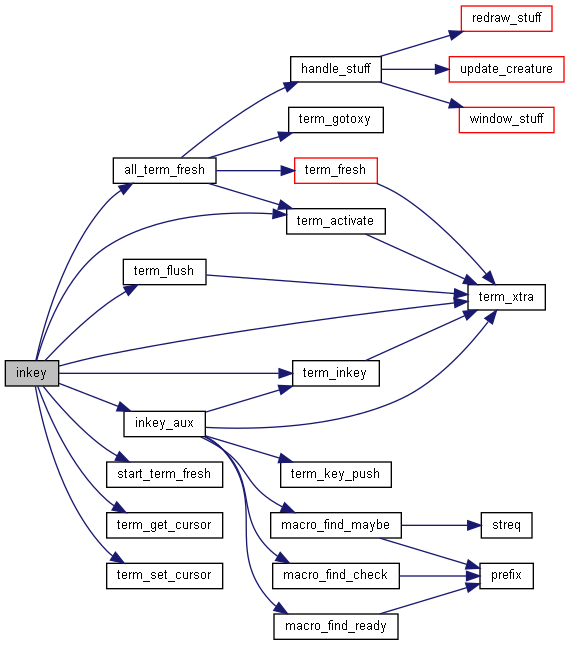 redraw_stuff
handle_stuff
update_creature
term_gotoxy
window_stuff
all_term_fresh
term_fresh
term_activate
term_flush
term_xtra
inkey
term_inkey
inkey_aux
start_term_fresh
term_key_push
term_get_cursor
macro_find_maybe
streq
term_set_cursor
macro_find_check
prefix
macro_find_ready